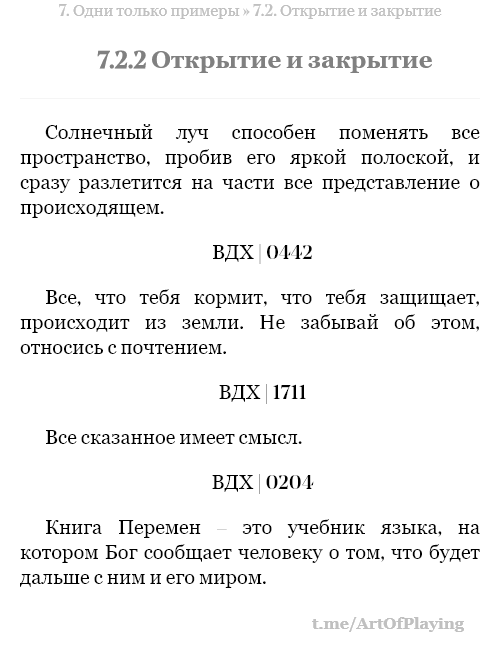 7. Одни только примеры » 7.2. Открытие и закрытие
7.2.2 Открытие и закрытие
Солнечный луч способен поменять все
пространство, пробив его яркой полоской, и
сразу разлетится на части все представление о
происходящем.
ВДХ | 0442
Все, что тебя кормит, что тебя защищает,
происходит из земли. Не забывай об этом,
относись с почтением.
ВДХ | 1711
Все сказанное имеет смысл.
ВДХ | 0204
Книга Перемен – это учебник языка, на
котором Бог сообщает человеку о том, что будет
дальше с ним и его миром.
t.me/ArtOfPlaying